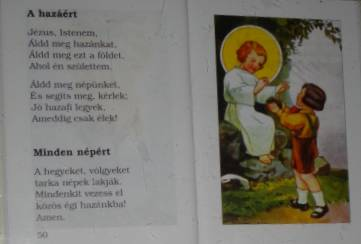 A hazáért
Jézus, Istenem,
Áldd meg hazánkat,
Áldd meg ezt a földet,
Ahol én születtem.
Áldd meg népünket,
És segíts meg, kérlek;
Jó hazafi legyek,
Ameddig csak élek!
Minden népért
A hegyeket, völgyeket
tarka népek lakják.
Mindenkit vezess el
közös égi hazánkba!
Amen.
50